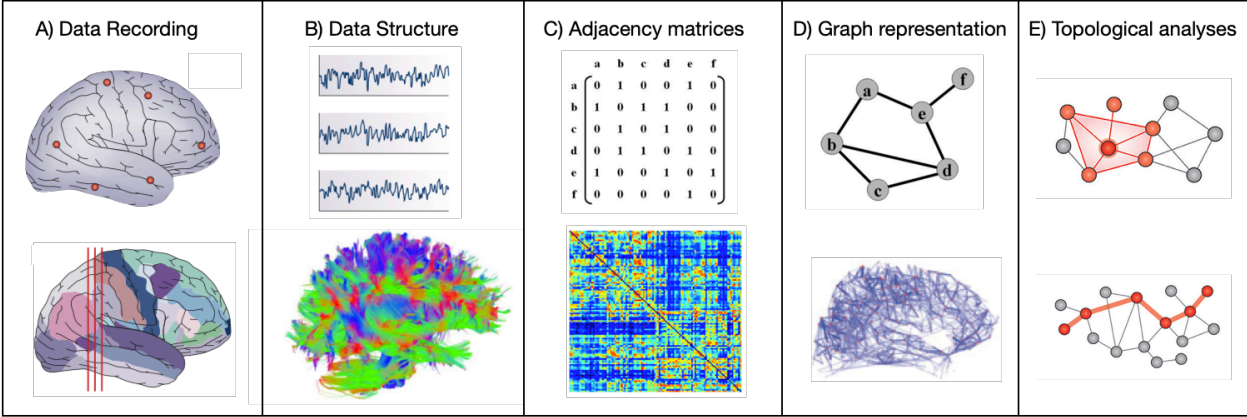 A) Data Recording
B) Data Structure
C) Adjacency matrices
D) Graph representation
E) Topological analyses
a b c d e f
a 0 1 0 0 1 0
b 1 0 1 1 0 0
c 0 1 0 1 0 0
d 0 1 1 0 1 0
e 1 0 0 1 0 1
f 0 0 0 0 1 0
f
a
e
b
d
c